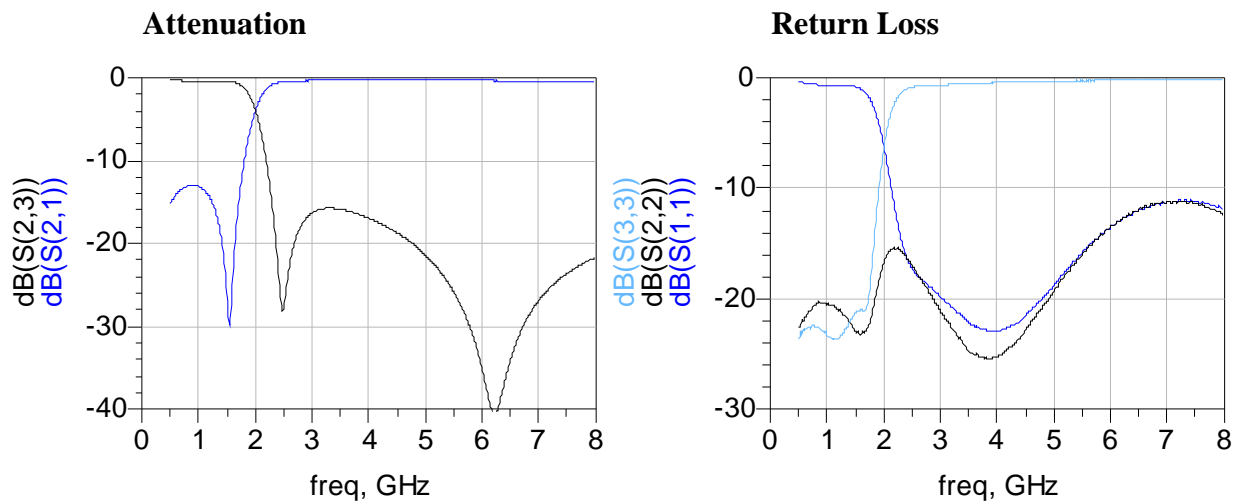 Attenuation
0
-10
-20
-30
-40
0 1 2 3 4 5 6 7 8
freq, GHz
dB(S(2,3))
dB(S(2,1))
Return Loss
0
-10
-20
-30
0 1 2 3 4 5 6 7 8
freq, GHz
dB(S(3,3))
dB(S(2,2))
dB(S(1,1))